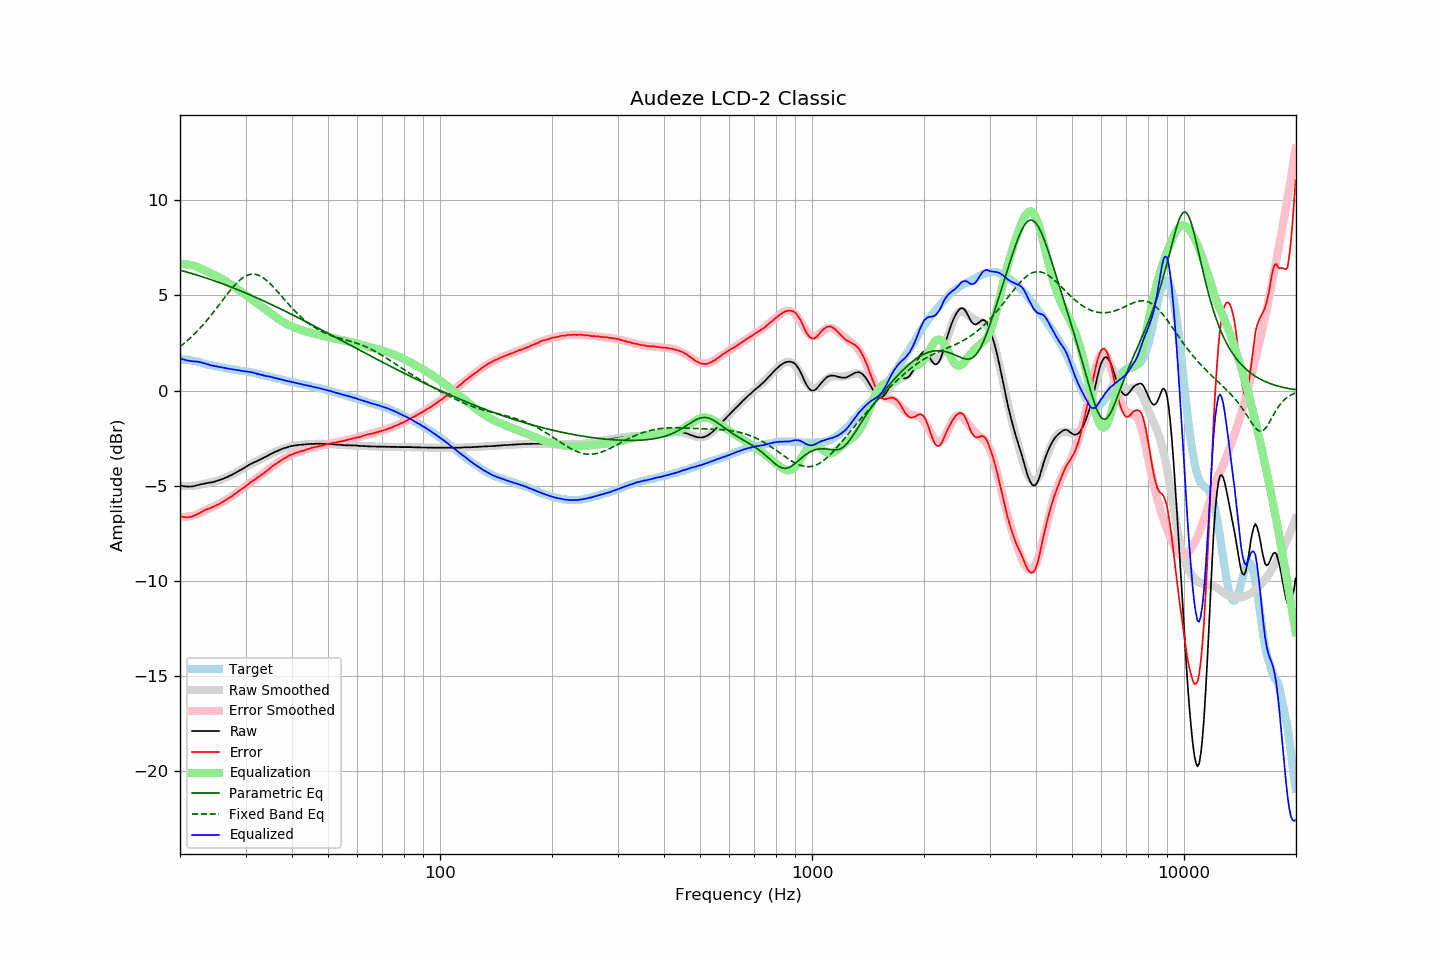 Audeze LCD-2 Classic
Amplitude (dBr)
10
5
0
−5
−10
−15
−20
Target
Raw Smoothed
Error Smoothed
Raw
Error
Equalization
Parametric Eq
Fixed Band Eq
Equalized
100 1000 10000
Frequency (Hz)